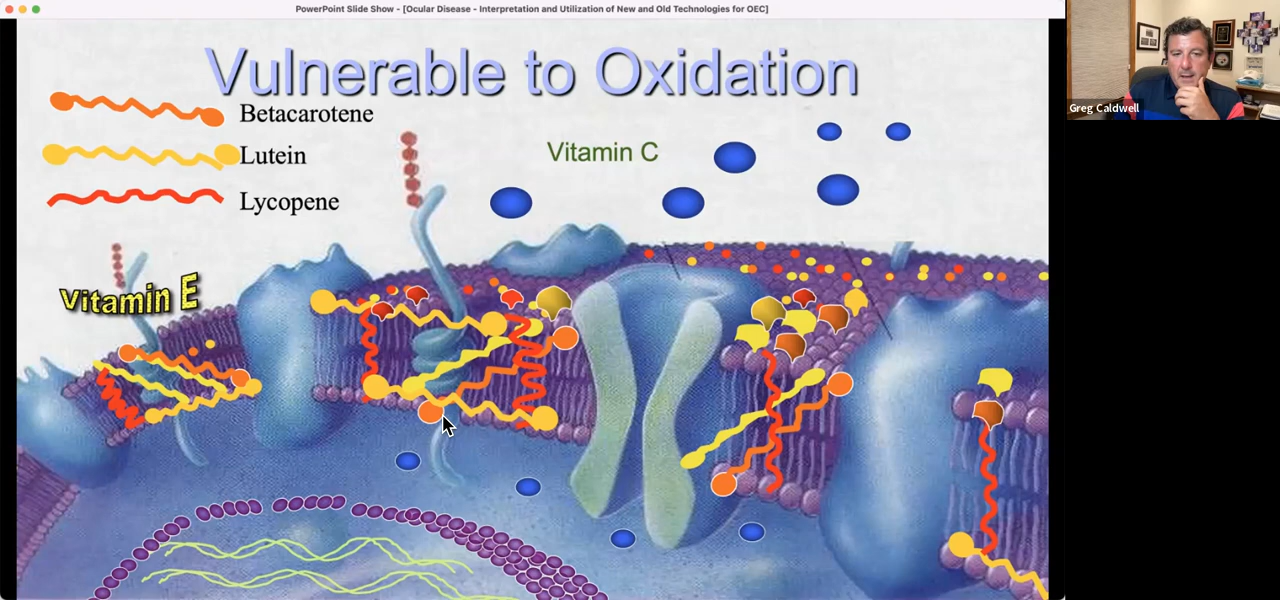 PowerPoint Slide Show - [Ocular Disease - Interpretation and Utilization of New and Old Technologies for OEC]
Vulnerable to Oxidation
Betacarotene
Lutein
Lycopene
Vitamin C
Vitamin E
Greg Caldwell